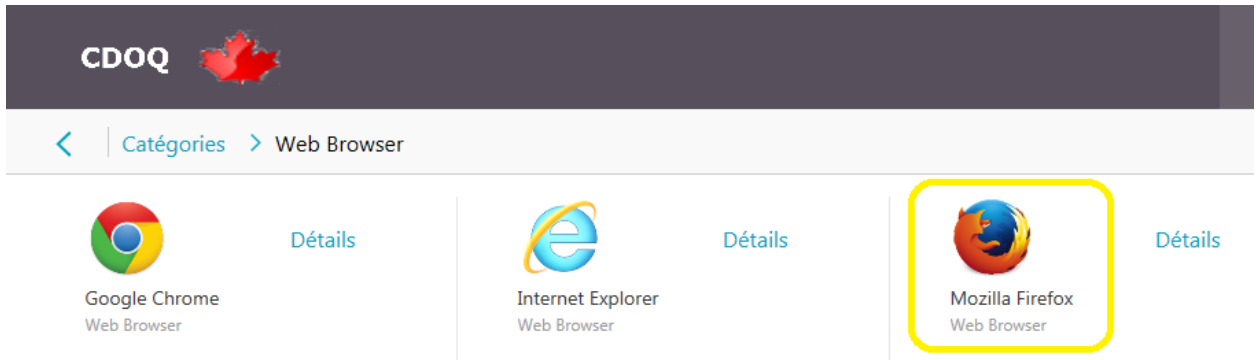 CDOQ
Catégories > Web Browser
Détails Détails Détails
Google Chrome Internet Explorer Mozilla Firefox
Web Browser Web Browser Web Browser